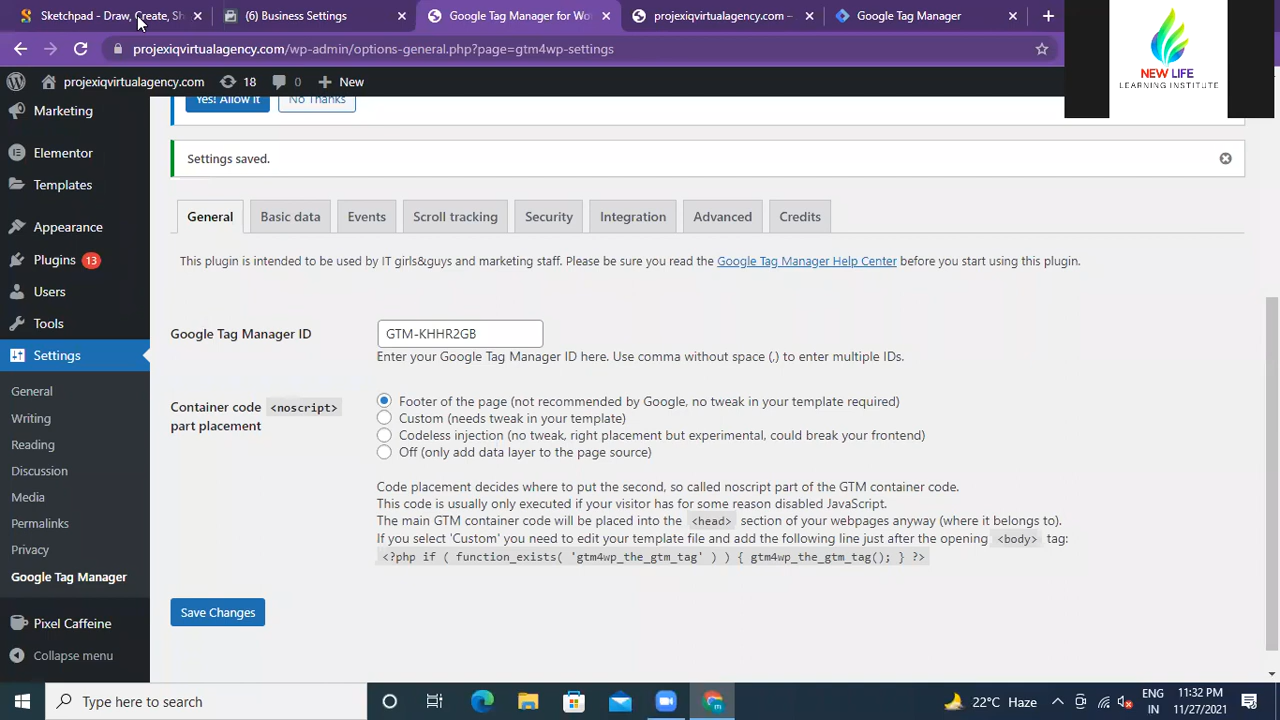 Sketchpad - Draw, Create, Sh
(6) Business Settings
Google Tag Manager for Wo
projexiqvirtualagency.com –
Google Tag Manager
projexiqvirtualagency.com/wp-admin/options-general.php?page=gtm4wp-settings
NEW LIFE
LEARNING INSTITUTE
projexiqvirtualagency.com
18
0
New
Marketing
Elementor
Templates
Appearance
Plugins 13
Users
Tools
Settings
General
Writing
Reading
Discussion
Media
Permalinks
Privacy
Google Tag Manager
Pixel Caffeine
Collapse menu
Yes! Allow it
No Thanks
Settings saved.
General
Basic data
Events
Scroll tracking
Security
Integration
Advanced
Credits
This plugin is intended to be used by IT girls&guys and marketing staff. Please be sure you read the Google Tag Manager Help Center before you start using this plugin.
Google Tag Manager ID
GTM-KHHR2GB
Enter your Google Tag Manager ID here. Use comma without space (,) to enter multiple IDs.
Container code <noscript>
part placement
Footer of the page (not recommended by Google, no tweak in your template required)
Custom (needs tweak in your template)
Codeless injection (no tweak, right placement but experimental, could break your frontend)
Off (only add data layer to the page source)
Code placement decides where to put the second, so called noscript part of the GTM container code.
This code is usually only executed if your visitor has for some reason disabled JavaScript.
The main GTM container code will be placed into the <head> section of your webpages anyway (where it belongs to).
If you select 'Custom' you need to edit your template file and add the following line just after the opening <body> tag:
<?php if ( function_exists( 'gtm4wp_the_gtm_tag' ) ) { gtm4wp_the_gtm_tag(); } ?>
Save Changes
Type here to search
22°C Haze
ENG
IN
11:32 PM
11/27/2021